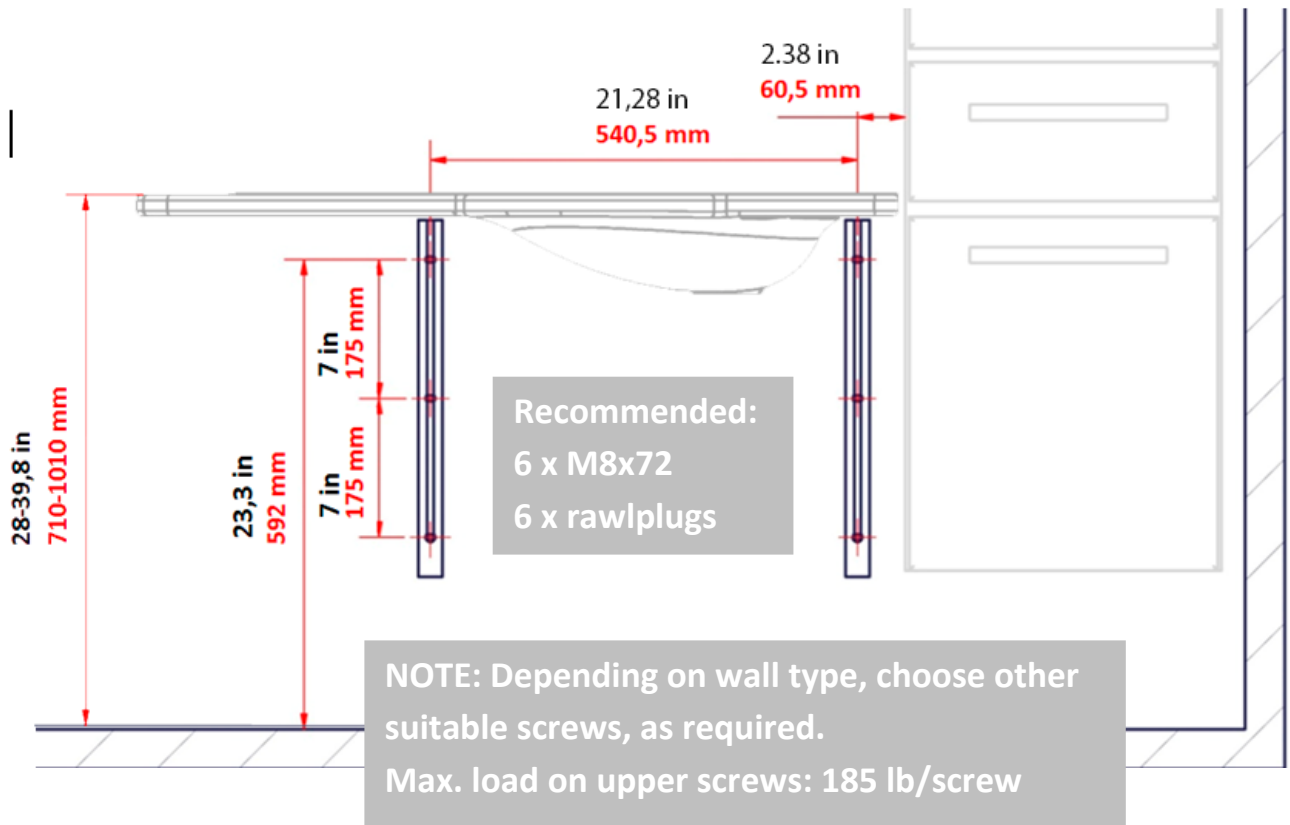 2.38 in
60,5 mm
21,28 in
540,5 mm
7 in
175 mm
7 in
175 mm
23,3 in
592 mm
28-39,8 in
710-1010 mm
Recommended:
6 x M8x72
6 x rawlplugs
NOTE: Depending on wall type, choose other
suitable screws, as required.
Max. load on upper screws: 185 lb/screw